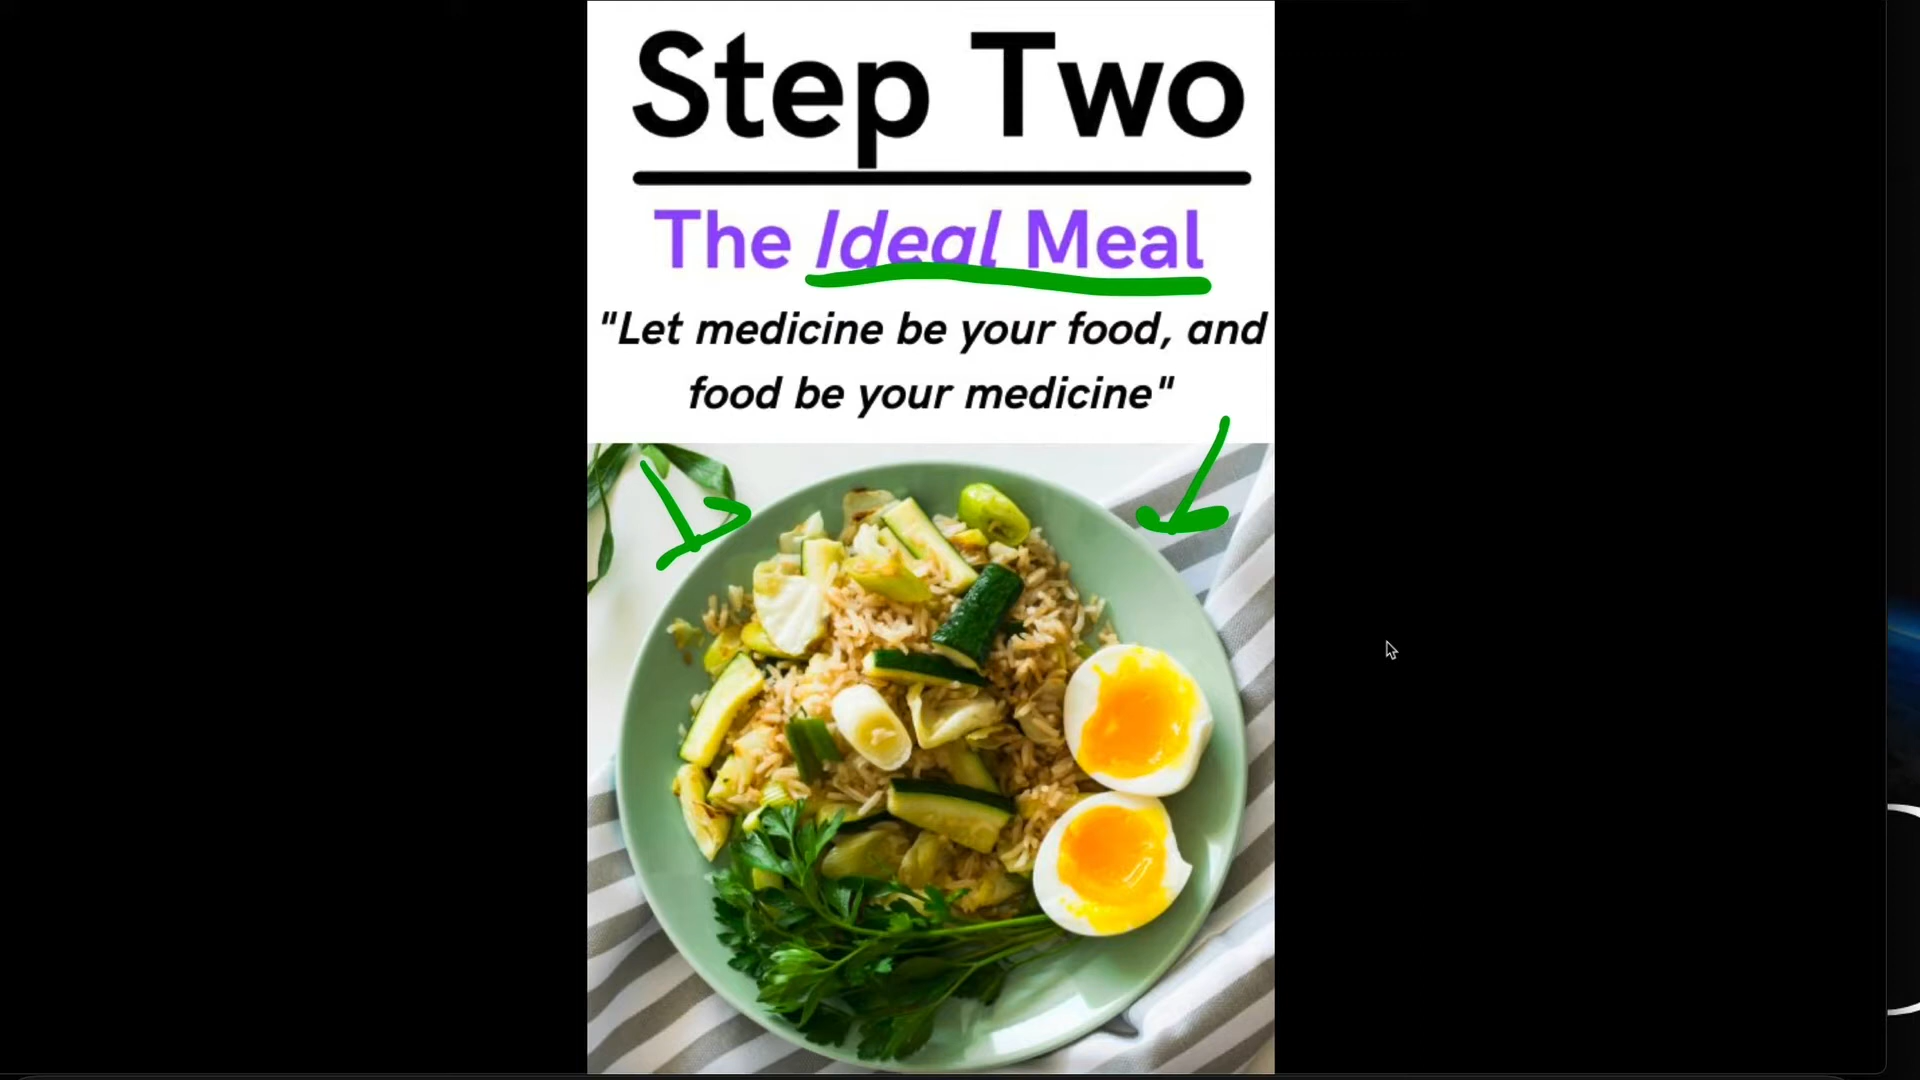 Step Two
The Ideal Meal
"Let medicine be your food, and
food be your medicine"